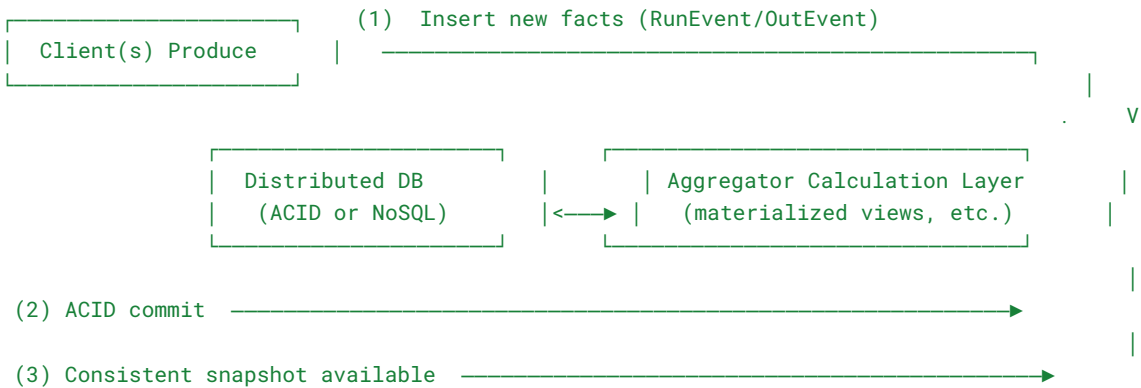 (1) Insert new facts (RunEvent/OutEvent)
Client(s) Produce
V
Distributed DB
Aggregator Calculation Layer
(ACID or NoSQL)
(materialized views, etc.)
(2) ACID commit
(3) Consistent snapshot available